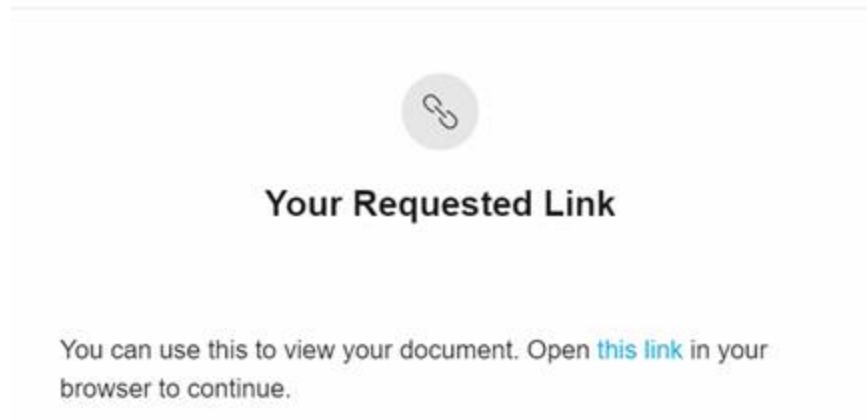 Your Requested Link
You can use this to view your document. Open this link in your
browser to continue.